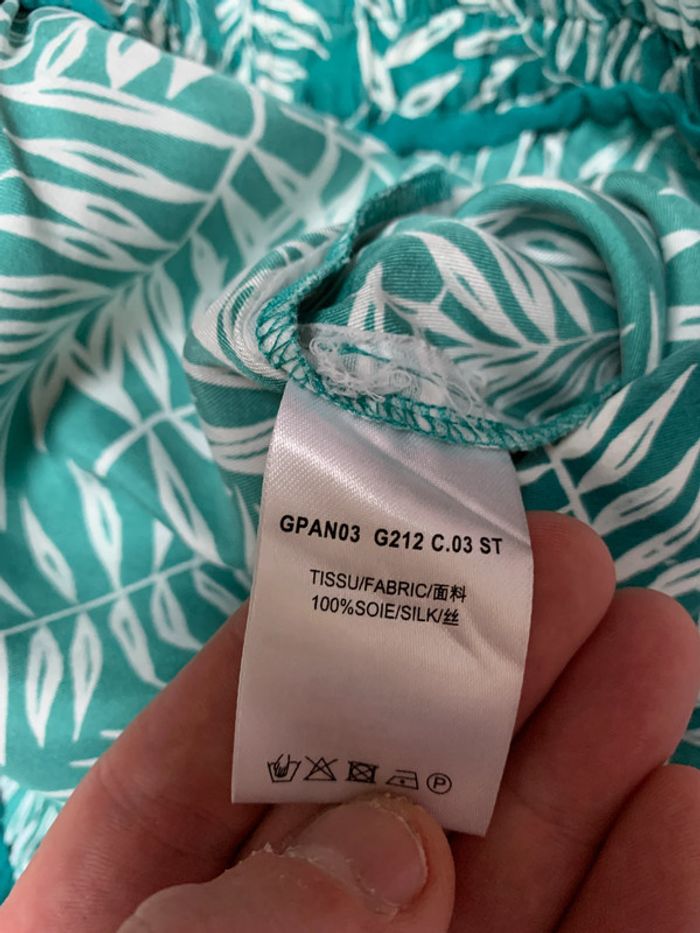 GPAN03 G212 C.03 ST
TISSU/FABRIC/面料
100%SOIE/SILK/丝
P